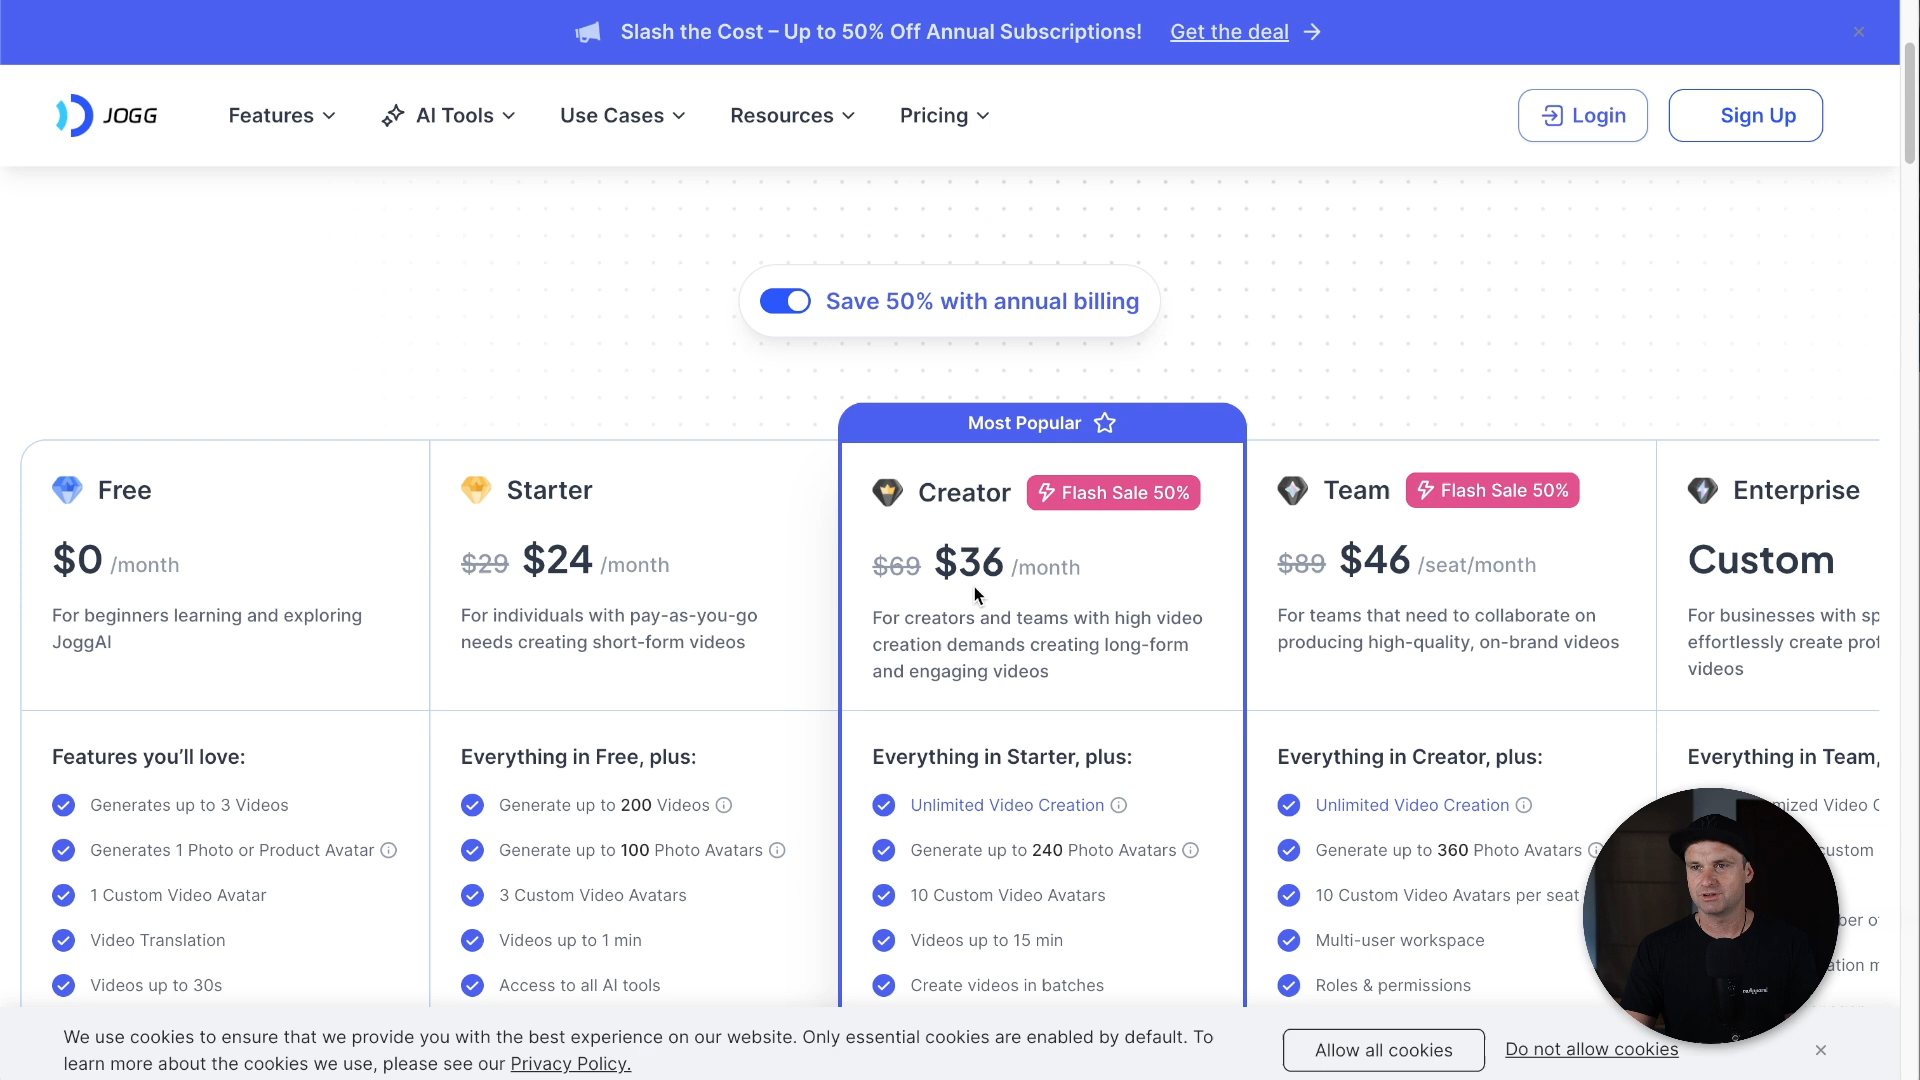 Slash the Cost – Up to 50% Off Annual Subscriptions! Get the deal
JOGG Features AI Tools Use Cases Resources Pricing Login Sign Up
Save 50% with annual billing
Most Popular
Free
$0 /month
For beginners learning and exploring
JoggAI
Features you'll love:
Generates up to 3 Videos
Generates 1 Photo or Product Avatar
1 Custom Video Avatar
Video Translation
Videos up to 30s
Starter
$29 $24 /month
For individuals with pay-as-you-go
needs creating short-form videos
Everything in Free, plus:
Generate up to 200 Videos
Generate up to 100 Photo Avatars
3 Custom Video Avatars
Videos up to 1 min
Access to all AI tools
Creator Flash Sale 50%
$69 $36 /month
For creators and teams with high video
creation demands creating long-form
and engaging videos
Everything in Starter, plus:
Unlimited Video Creation
Generate up to 240 Photo Avatars
10 Custom Video Avatars
Videos up to 15 min
Create videos in batches
Team Flash Sale 50%
$89 $46 /seat/month
For teams that need to collaborate on
producing high-quality, on-brand videos
Everything in Creator, plus:
Unlimited Video Creation
Generate up to 360 Photo Avatars
10 Custom Video Avatars per seat
Multi-user workspace
Roles & permissions
Enterprise
Custom
For businesses with
effortlessly create
videos
Everything in Team,
Video
custom
We use cookies to ensure that we provide you with the best experience on our website. Only essential cookies are enabled by default. To
learn more about the cookies we use, please see our Privacy Policy.
Allow all cookies Do not allow cookies